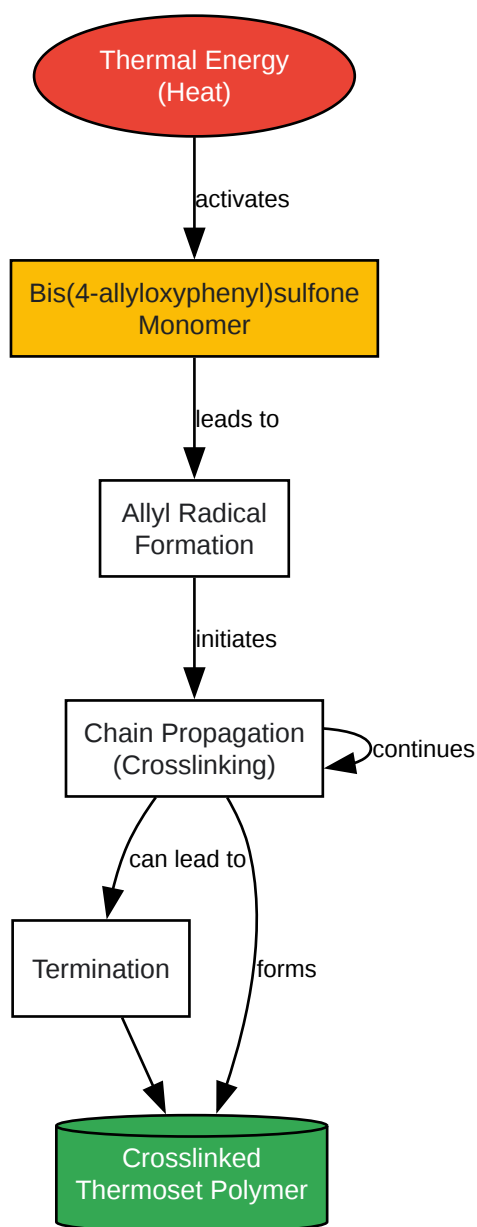 Thermal Energy
(Heat)
activates
Bis(4-allyloxyphenyl)sulfone
Monomer
leads to
Allyl Radical
Formation
initiates
Chain Propagation
(Crosslinking)
continues
can lead to
Termination
forms
Crosslinked
Thermoset Polymer